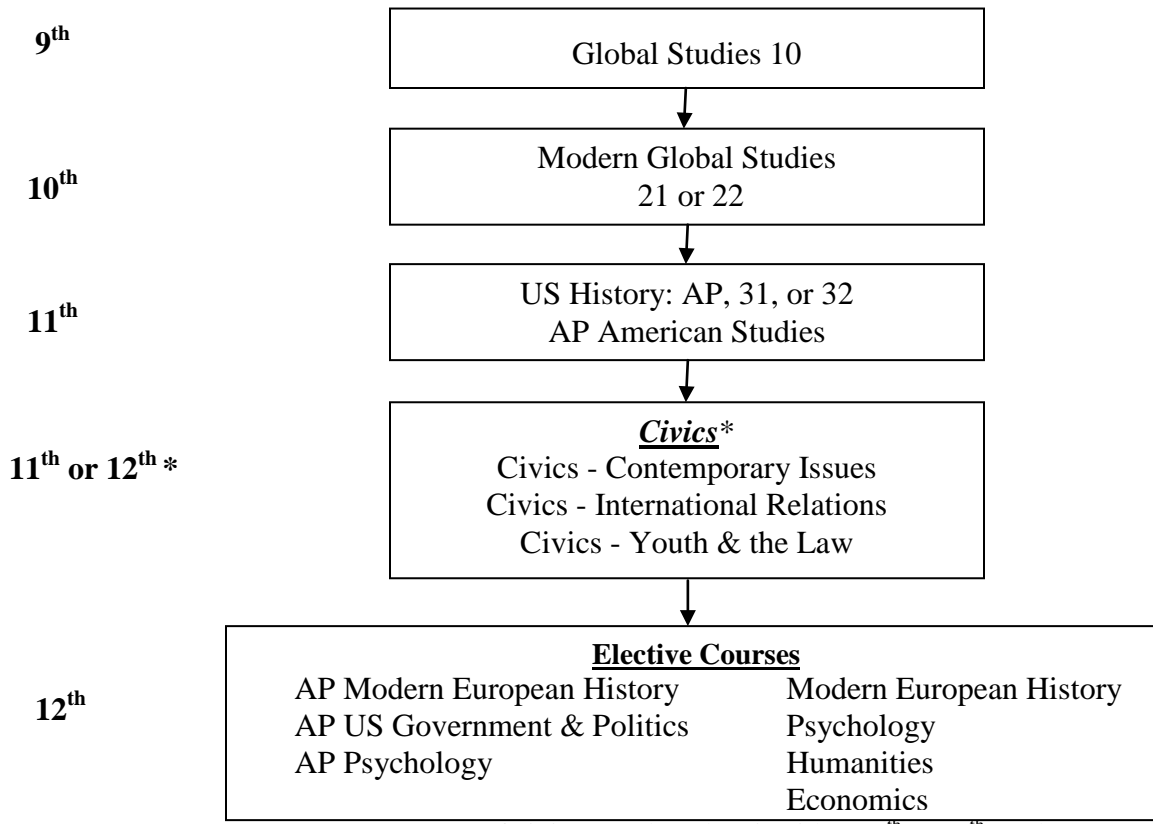 9th
Global Studies 10
10th
Modern Global Studies
21 or 22
11th
US History: AP, 31, or 32
AP American Studies
11th or 12th *
Civics*
Civics - Contemporary Issues
Civics - International Relations
Civics - Youth & the Law
12th
Elective Courses
AP Modern European History Modern European History
AP US Government & Politics Psychology
AP Psychology Humanities
Economics
th th